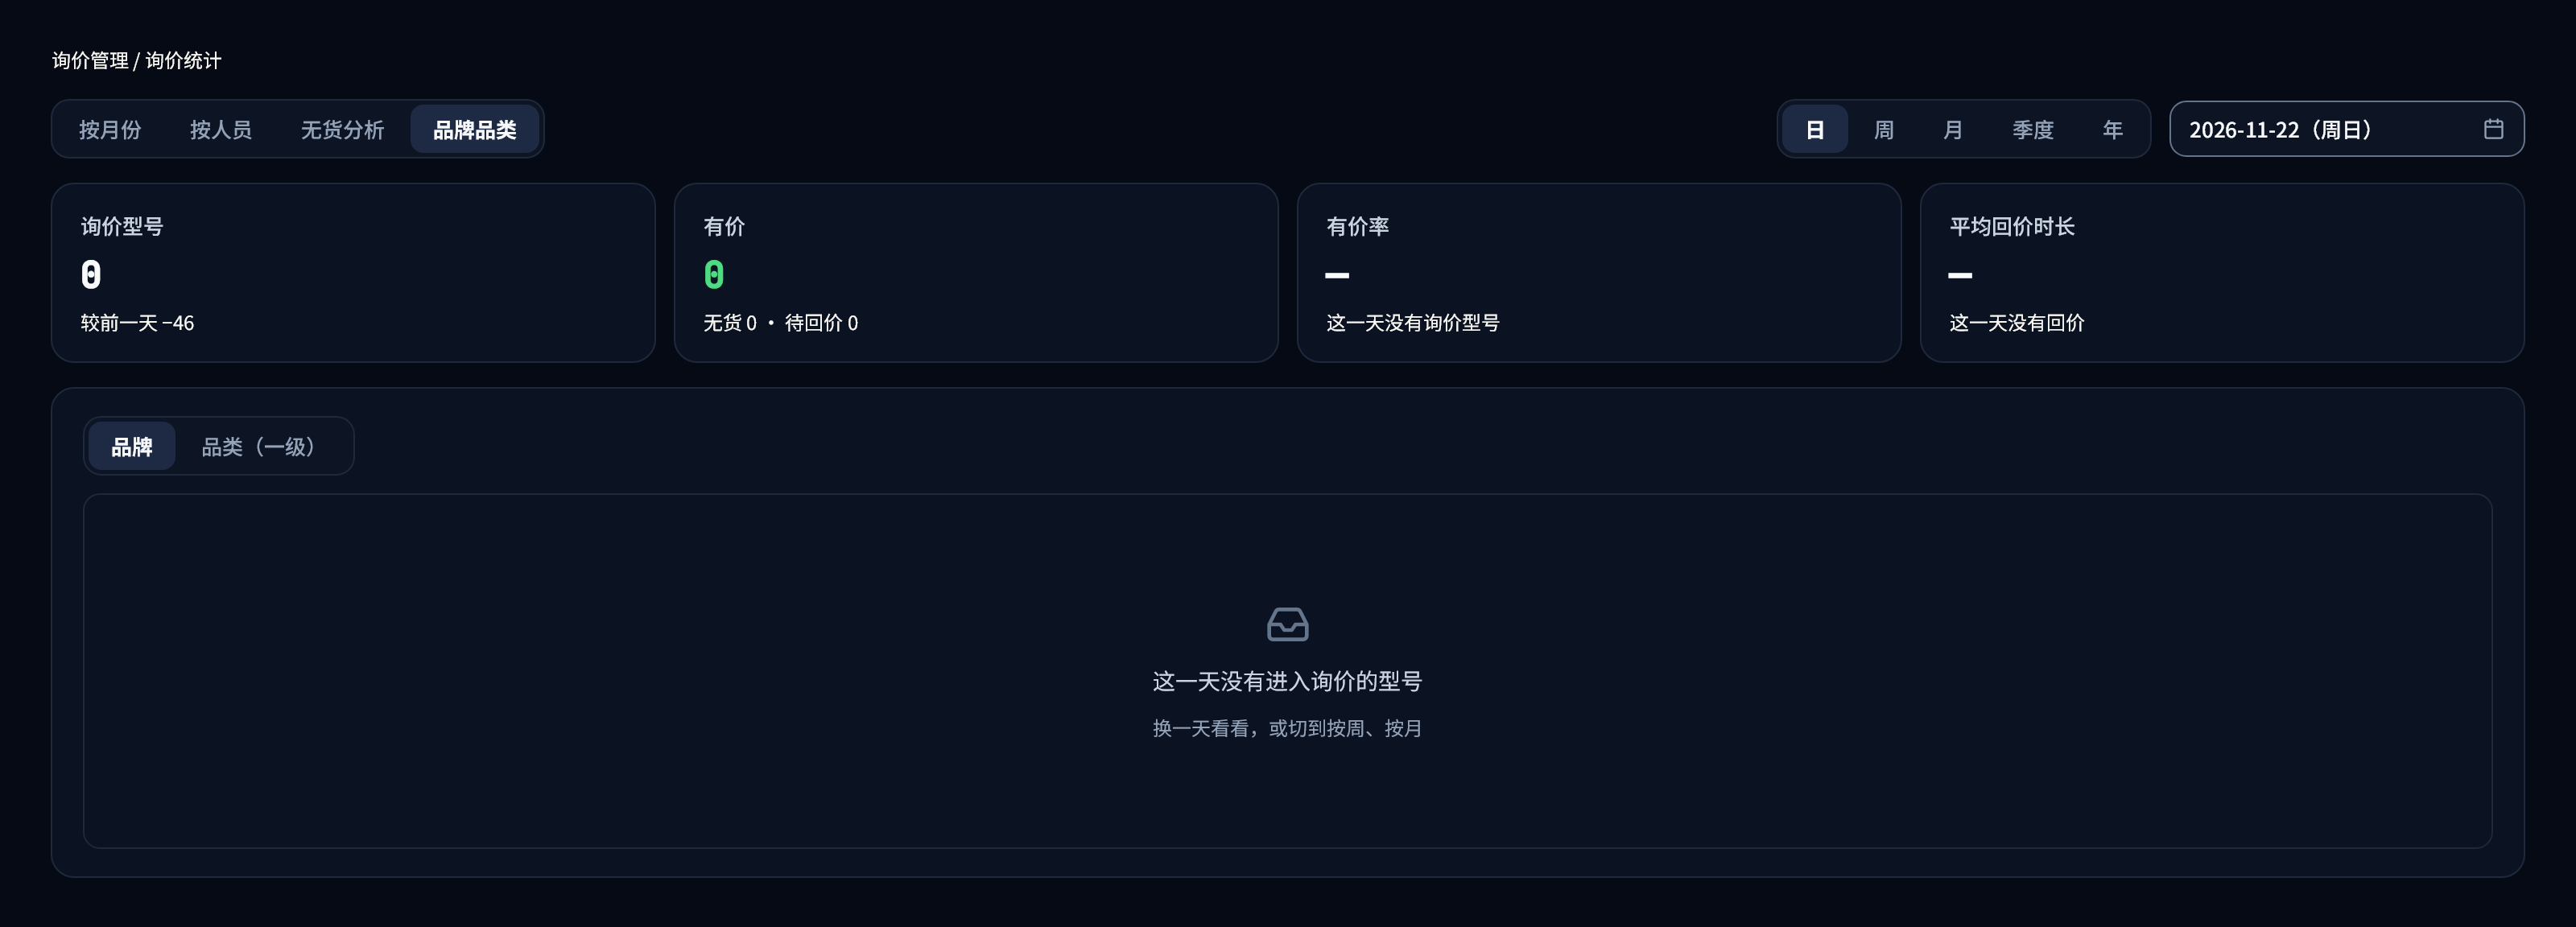 询价管理 / 询价统计
按月份 按人员 无货分析 品牌品类 日 周 月 季度 年 2026-11-22（周日）
询价型号 有价 有价率 平均回价时长
0 0 – –
较前一天 −46 无货 0 · 待回价 0 这一天没有询价型号 这一天没有回价
品牌 品类（一级）
这一天没有进入询价的型号
换一天看看，或切到按周、按月